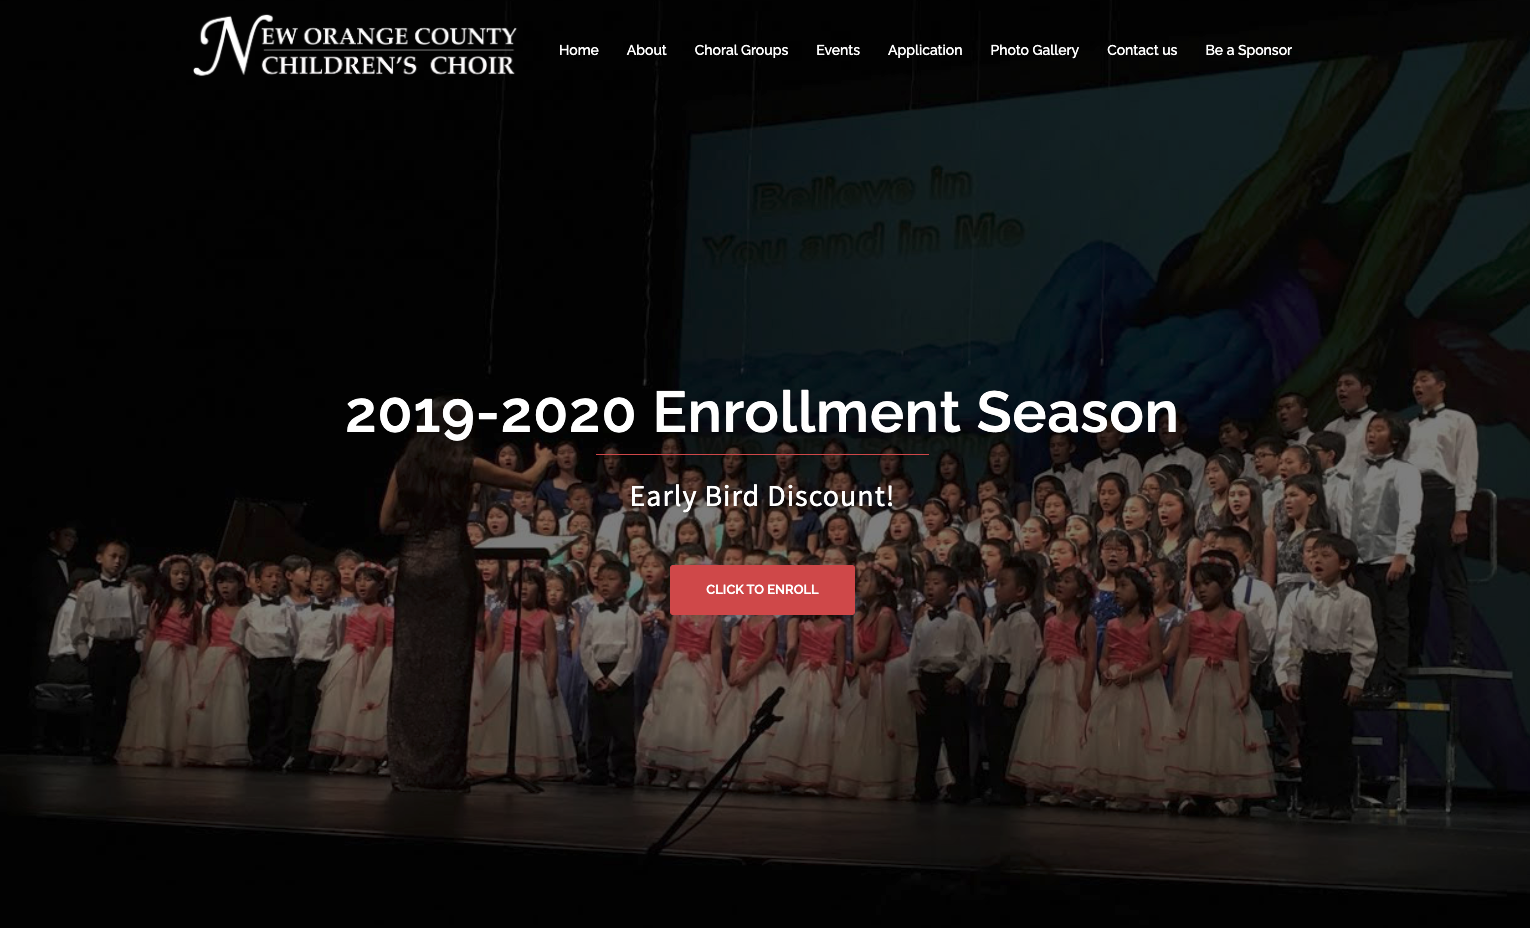 NEW ORANGE COUNTY
CHILDREN'S CHOIR
Home
About
Choral Groups
Events
Application
Photo Gallery
Contact us
Be a Sponsor
Believe in
You and in Me
2019-2020 Enrollment Season
Early Bird Discount!
CLICK TO ENROLL